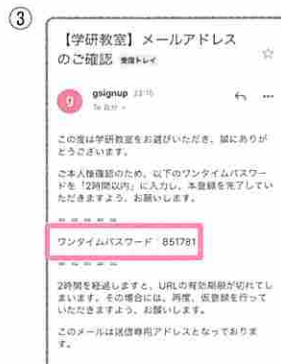 ③
【学研教室】メールアドレス
のご確認 受信トレイ
g
gsignup 23:15
To 自分
この度は学研教室をお選びいただき、誠にありが
とうございます。
ご本人様確認のため、以下のワンタイムパスワー
ドを「2時間以内」に入力し、本登録を完了してい
ただきますよう、お願いします。
== == == == ==
ワンタイムパスワード 851781
== == == == ==
2時間を経過しますと、URLの有効期限が切れてし
まいます。その場合には、再度、仮登録を行って
いただきますよう、お願いします。
このメールは送信専用アドレスとなっておりま
す。